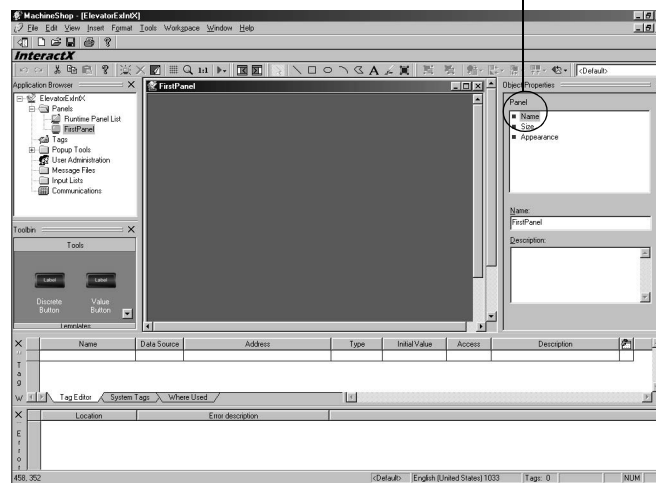 MachineShop - [ElevatorExIntX]
File Edit View Insert Format Tools Workspace Window Help
InteractX
1:1
A
<Default>
Application Browser
ElevatorExIntX
Panels
Runtime Panel List
FirstPanel
Tags
Popup Tools
User Administration
Message Files
Input Lists
Communications
Toolbin
Tools
Label
Label
Discrete Button
Value Button
Templates
FirstPanel
Object Properties
Panel
Name
Size
Appearance
Name:
FirstPanel
Description:
Name Data Source Address Type Initial Value Access Description
Tag
Tag Editor System Tags Where Used
Location Error description
Error
458, 352 <Default> English (United States) 1033 Tags: 0 NUM